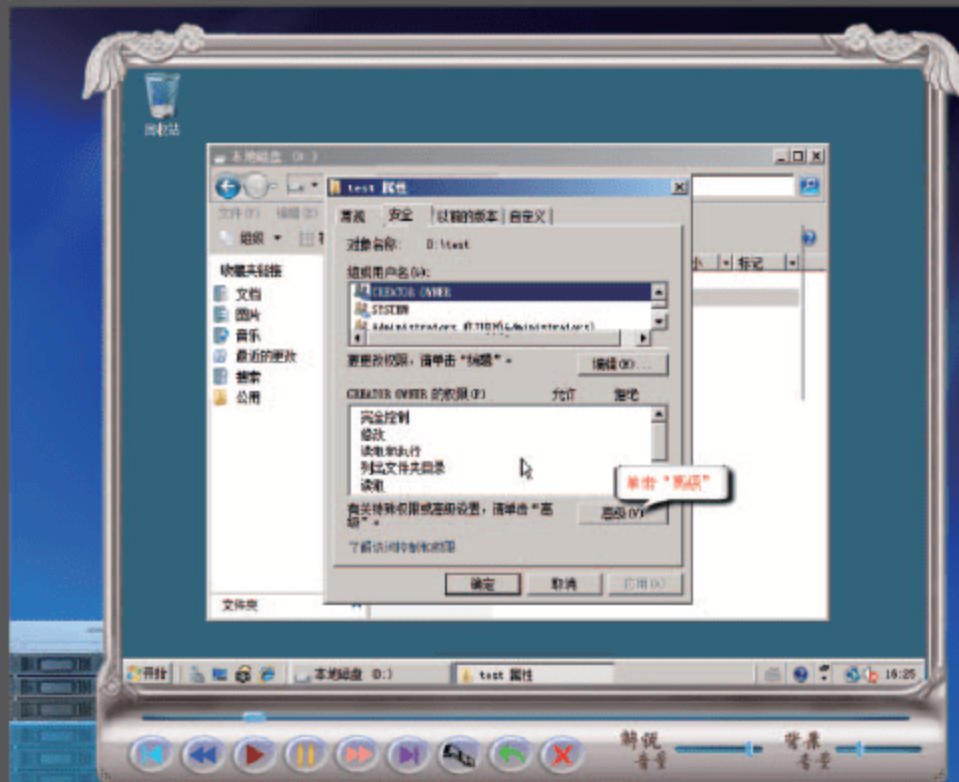 回收站
本地磁盘 (D:)
test 属性
文件(F) 编辑(E)
组织
常规 安全 以前的版本 自定义
对象名称: D:\test
组或用户名(G):
CREATOR OWNER
SYSTEM
要更改权限,请单击“编辑”。
编辑(E)...
CREATOR OWNER 的权限(P) 允许 拒绝
完全控制
修改
读取和执行
列出文件夹目录
读取
单击“高级”
有关特殊权限或高级设置,请单击“高
级”。
高级(V)
了解访问控制和权限
确定 取消 应用(A)
收藏夹链接
文档
图片
音乐
最近的更改
搜索
公用
文件夹
小 标记
开始 本地磁盘 (D:) test 属性 16:25
解说
音量
背景
音量